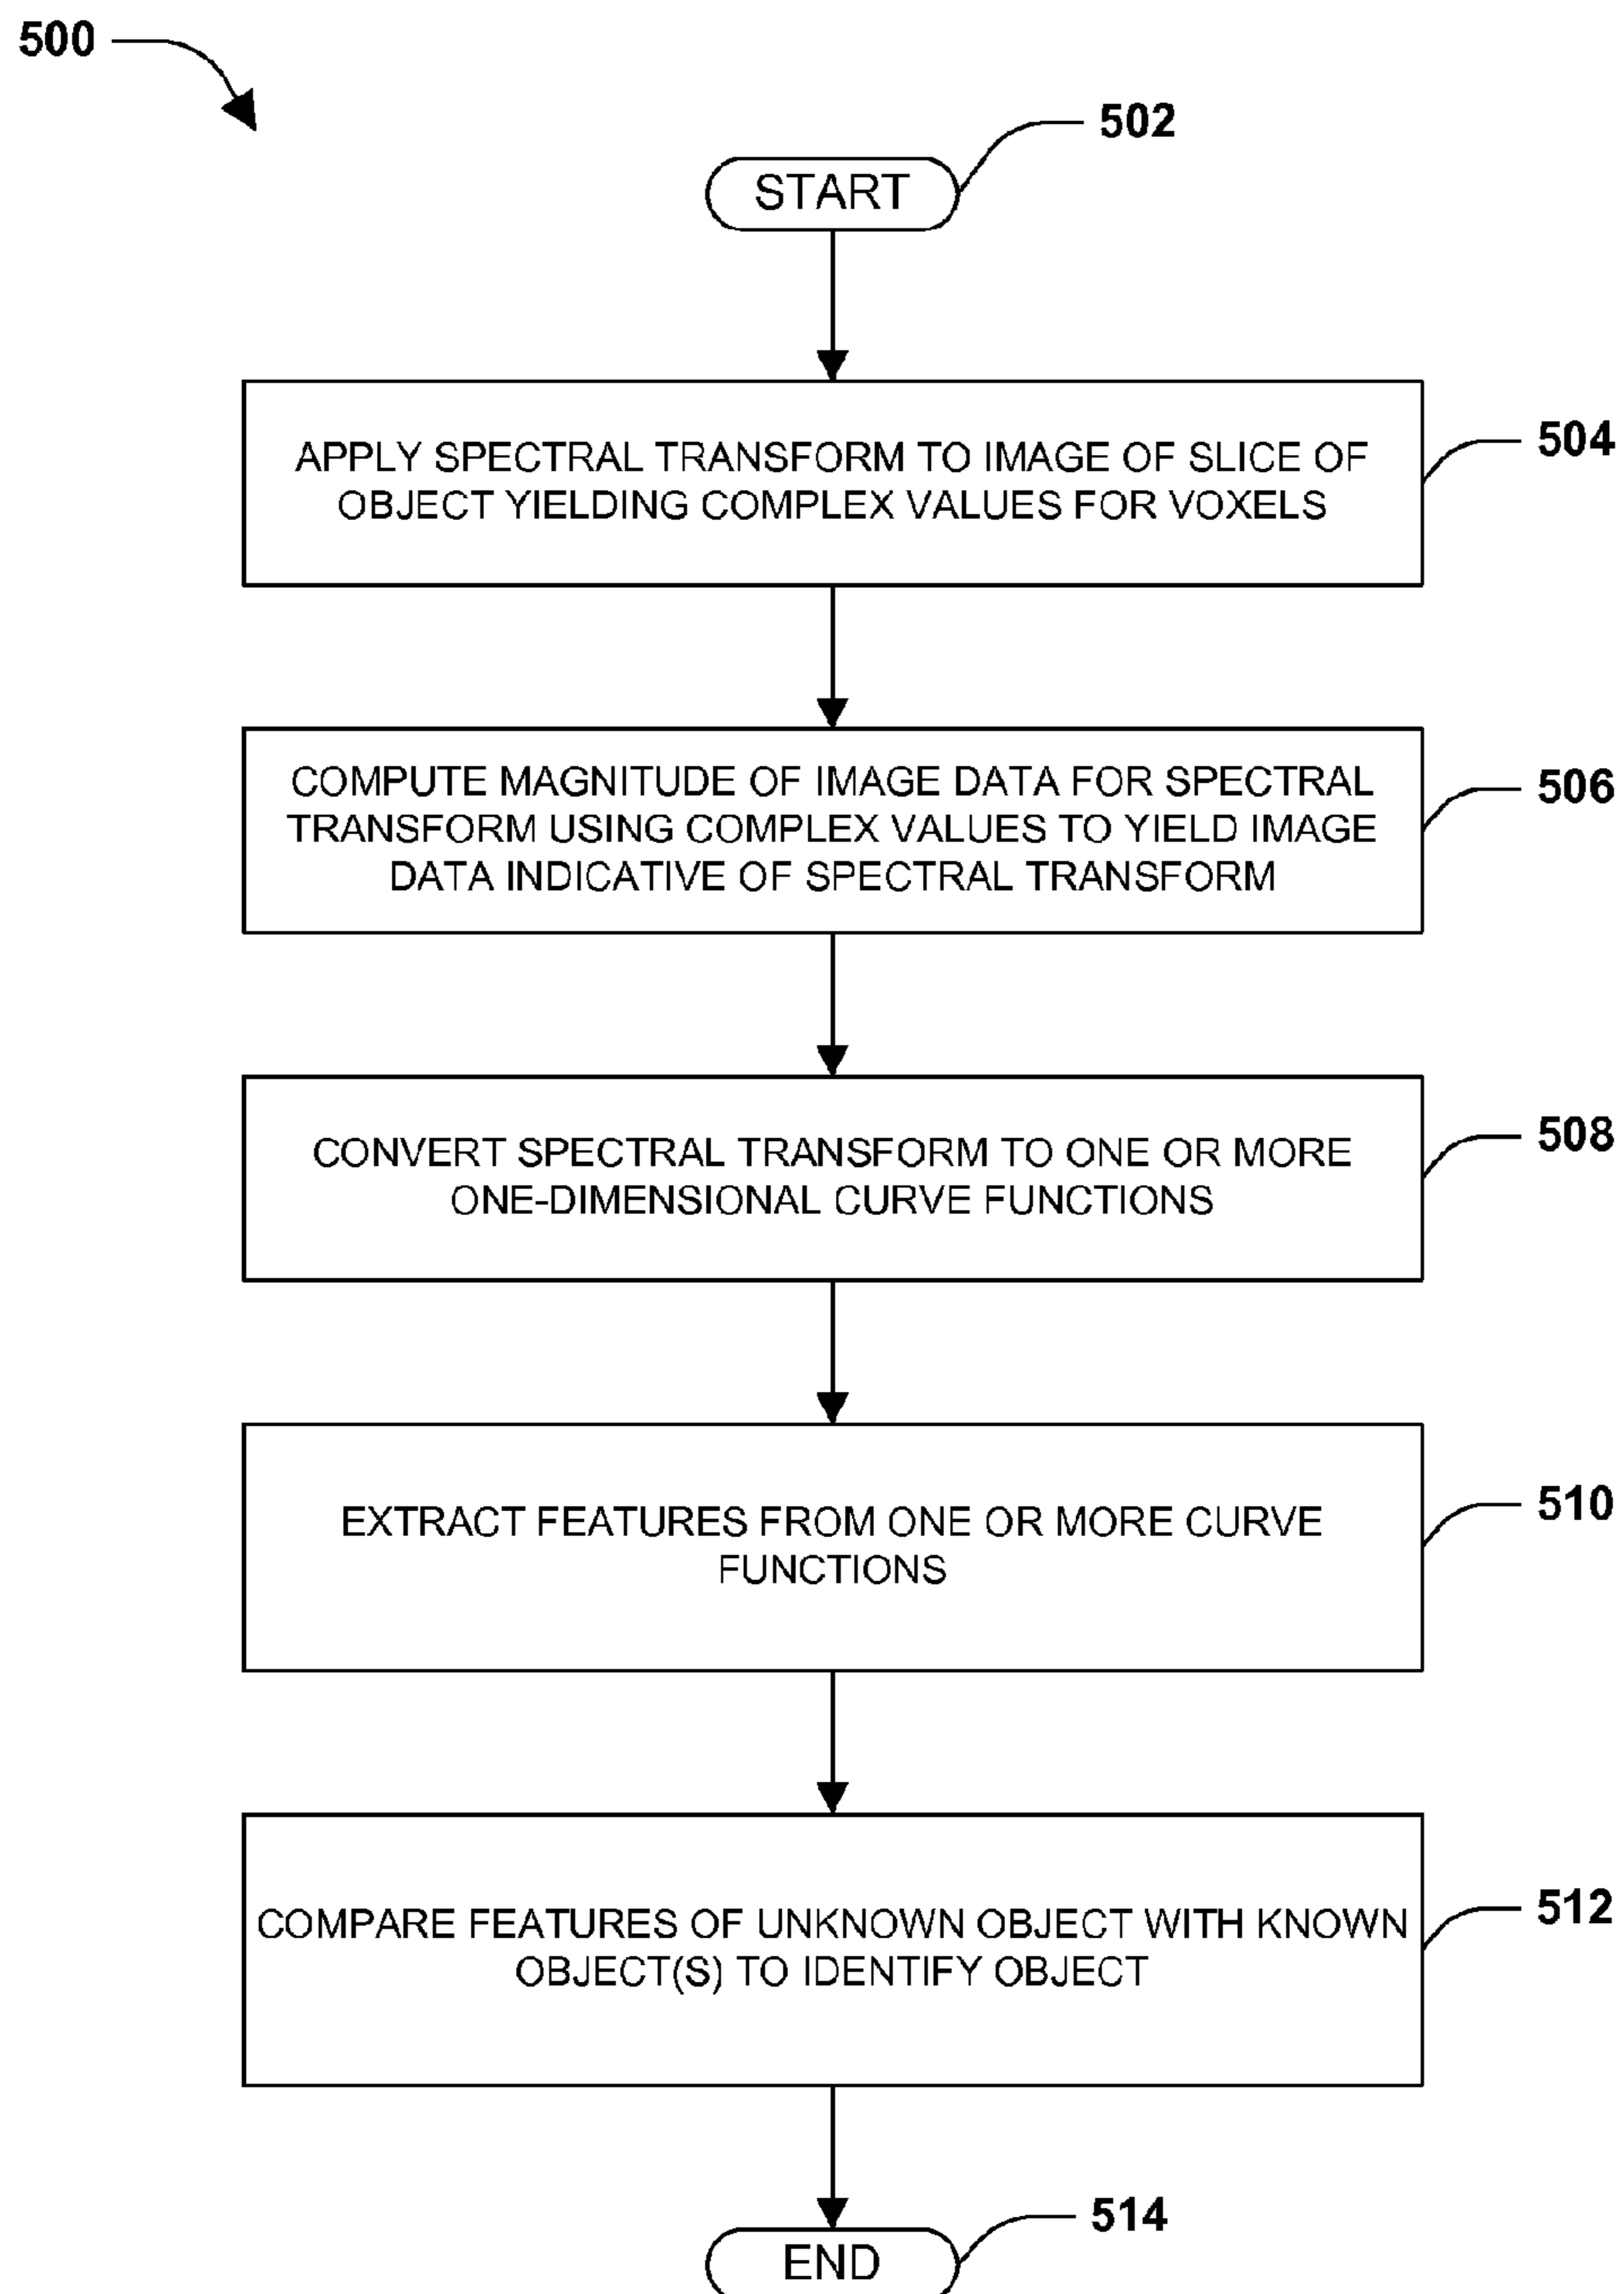 500
502
START
APPLY SPECTRAL TRANSFORM TO IMAGE OF SLICE OF
OBJECT YIELDING COMPLEX VALUES FOR VOXELS
504
COMPUTE MAGNITUDE OF IMAGE DATA FOR SPECTRAL
TRANSFORM USING COMPLEX VALUES TO YIELD IMAGE
DATA INDICATIVE OF SPECTRAL TRANSFORM
506
CONVERT SPECTRAL TRANSFORM TO ONE OR MORE
ONE-DIMENSIONAL CURVE FUNCTIONS
508
EXTRACT FEATURES FROM ONE OR MORE CURVE
FUNCTIONS
510
COMPARE FEATURES OF UNKNOWN OBJECT WITH KNOWN
OBJECT(S) TO IDENTIFY OBJECT
512
514
END